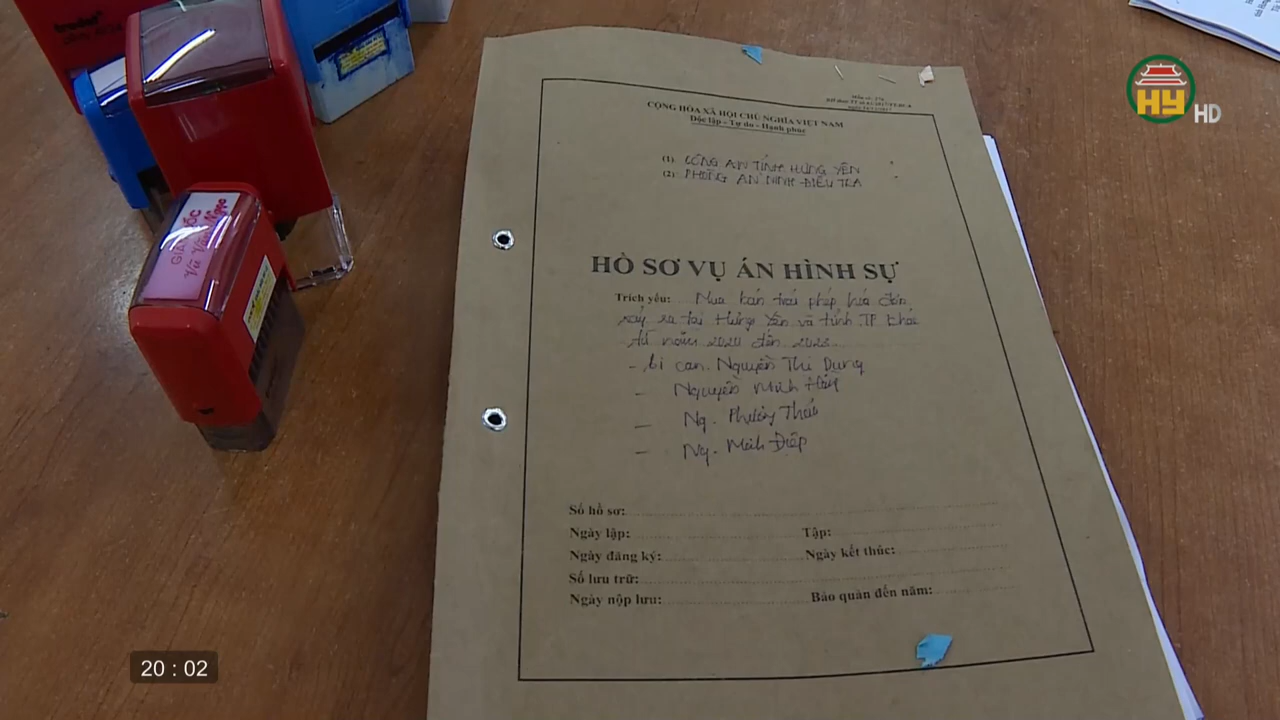 trodat
HY HD
GIÁM ĐỐC
CỘNG HÒA XÃ HỘI CHỦ NGHĨA VIỆT NAM
Độc lập - Tự do - Hạnh phúc
(1) CÔNG AN TỈNH HƯNG YÊN
(2) PHÒNG AN NINH ĐIỀU TRA
HỒ SƠ VỤ ÁN HÌNH SỰ
Trích yếu: Mua bán trái phép hóa đơn
xảy ra tại Hưng Yên và tỉnh TP khác
từ năm 2020 đến 2023
- bị can. Nguyễn Thị Dung
- Nguyễn Minh
- Ng. Phương Thảo
- Ng. Minh Điệp
Số hồ sơ:
Ngày lập: Tập:
Ngày đăng ký: Ngày kết thúc:
Số lưu trữ:
Ngày nộp lưu: Bảo quản đến năm:
20 : 02